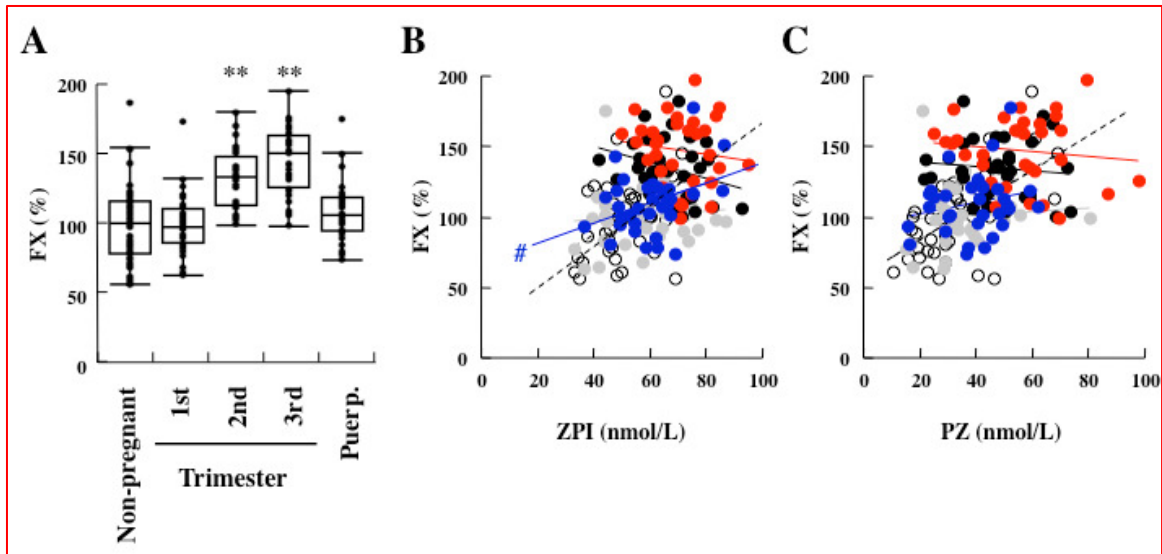 A
B
C
** **
FX (%)
200
150
100
50
0
Non-pregnant
1st
2nd
3rd
Puerp.
Trimester
FX (%)
200
150
100
50
0
#
0 20 40 60 80 100
ZPI (nmol/L)
FX (%)
200
150
100
50
0
0 20 40 60 80 100
PZ (nmol/L)